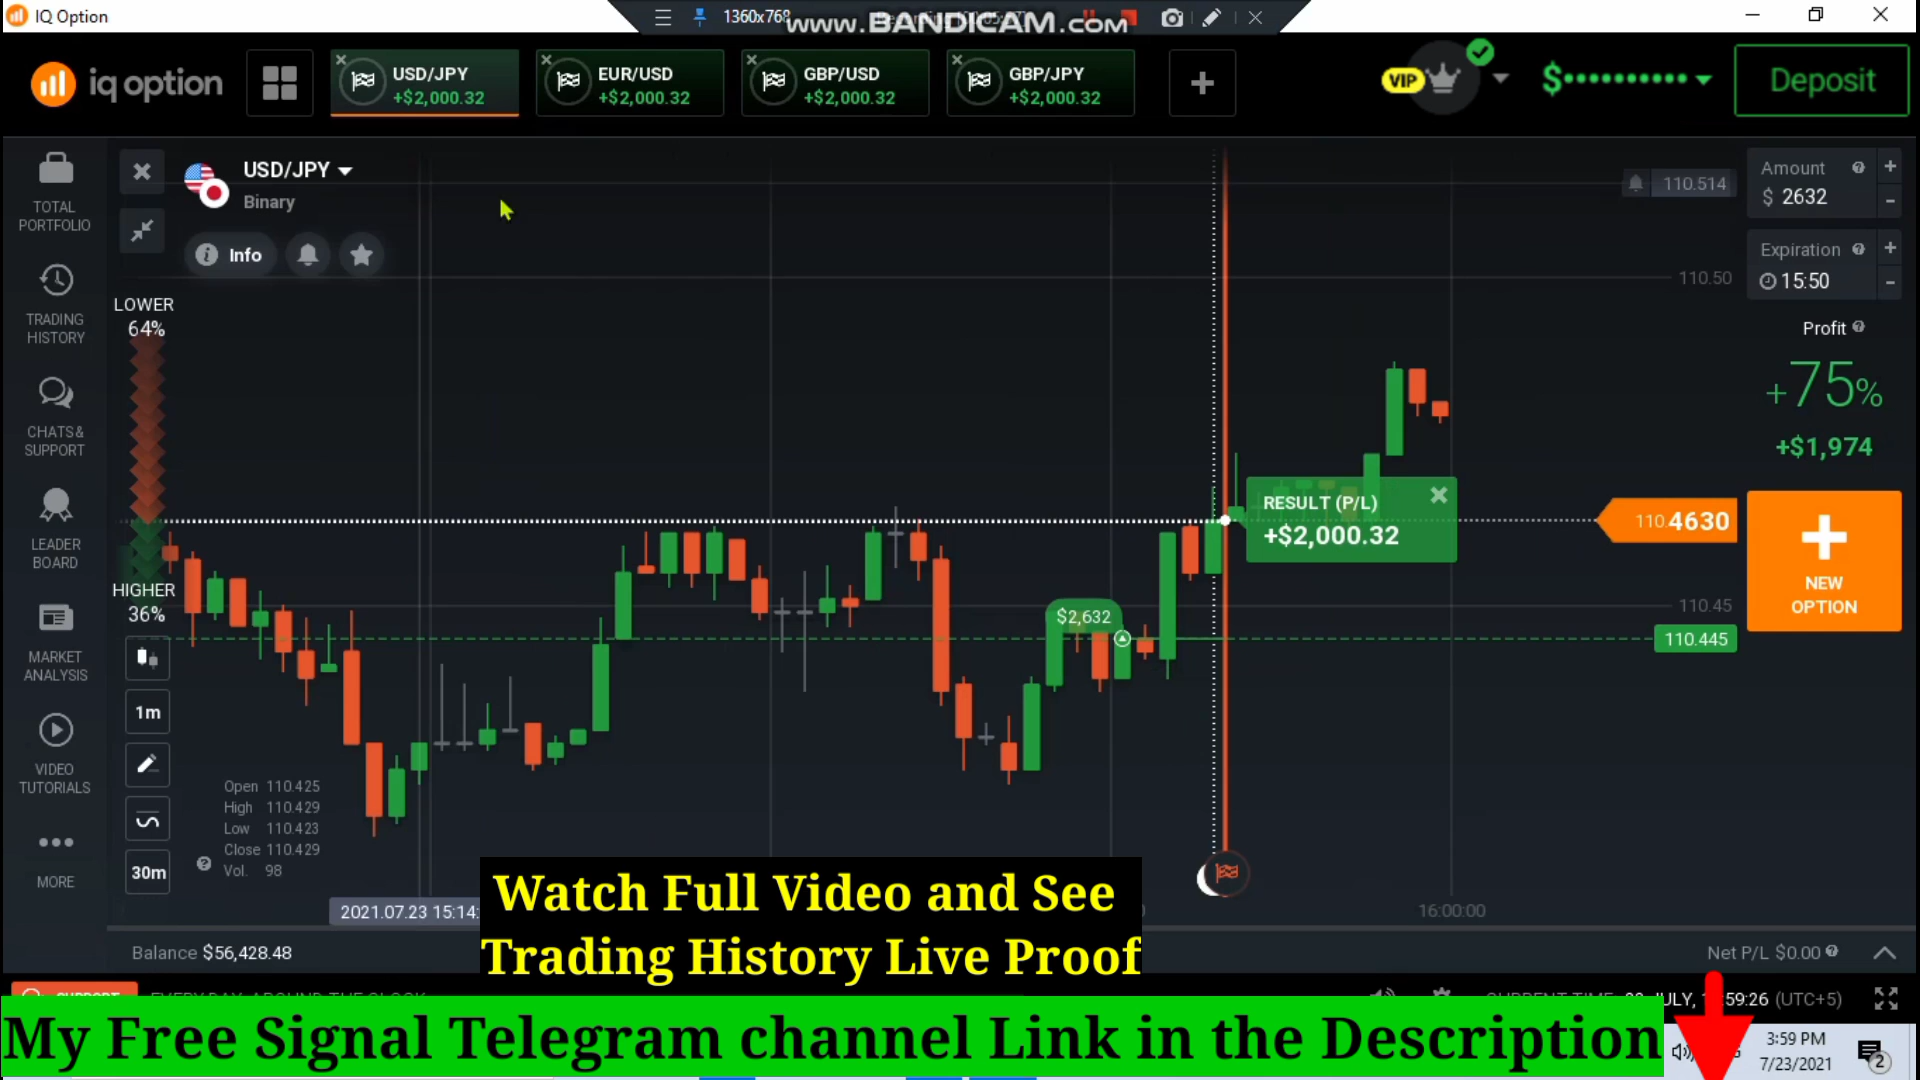 IQ Option
1360x768
www.BANDICAM.com
iq option
USD/JPY
+$2,000.32
EUR/USD
+$2,000.32
GBP/USD
+$2,000.32
GBP/JPY
+$2,000.32
VIP
$
Deposit
TOTAL
PORTFOLIO
TRADING
HISTORY
CHATS &
SUPPORT
LEADER
BOARD
MARKET
ANALYSIS
VIDEO
TUTORIALS
MORE
USD/JPY
Binary
Info
LOWER
64%
HIGHER
36%
1m
30m
Open 110.425
High 110.429
Low 110.423
Close 110.429
Vol. 98
2021.07.23 15:14:
$2,632
RESULT (P/L)
+$2,000.32
110.514
110.50
110.4630
110.45
110.445
16:00:00
Amount
$ 2632
Expiration
15:50
Profit
+75%
+$1,974
NEW
OPTION
Balance $56,428.48
Net P/L $0.00
Watch Full Video and See
Trading History Live Proof
59:26 (UTC+5)
My Free Signal Telegram channel Link in the Description
3:59 PM
7/23/2021
2